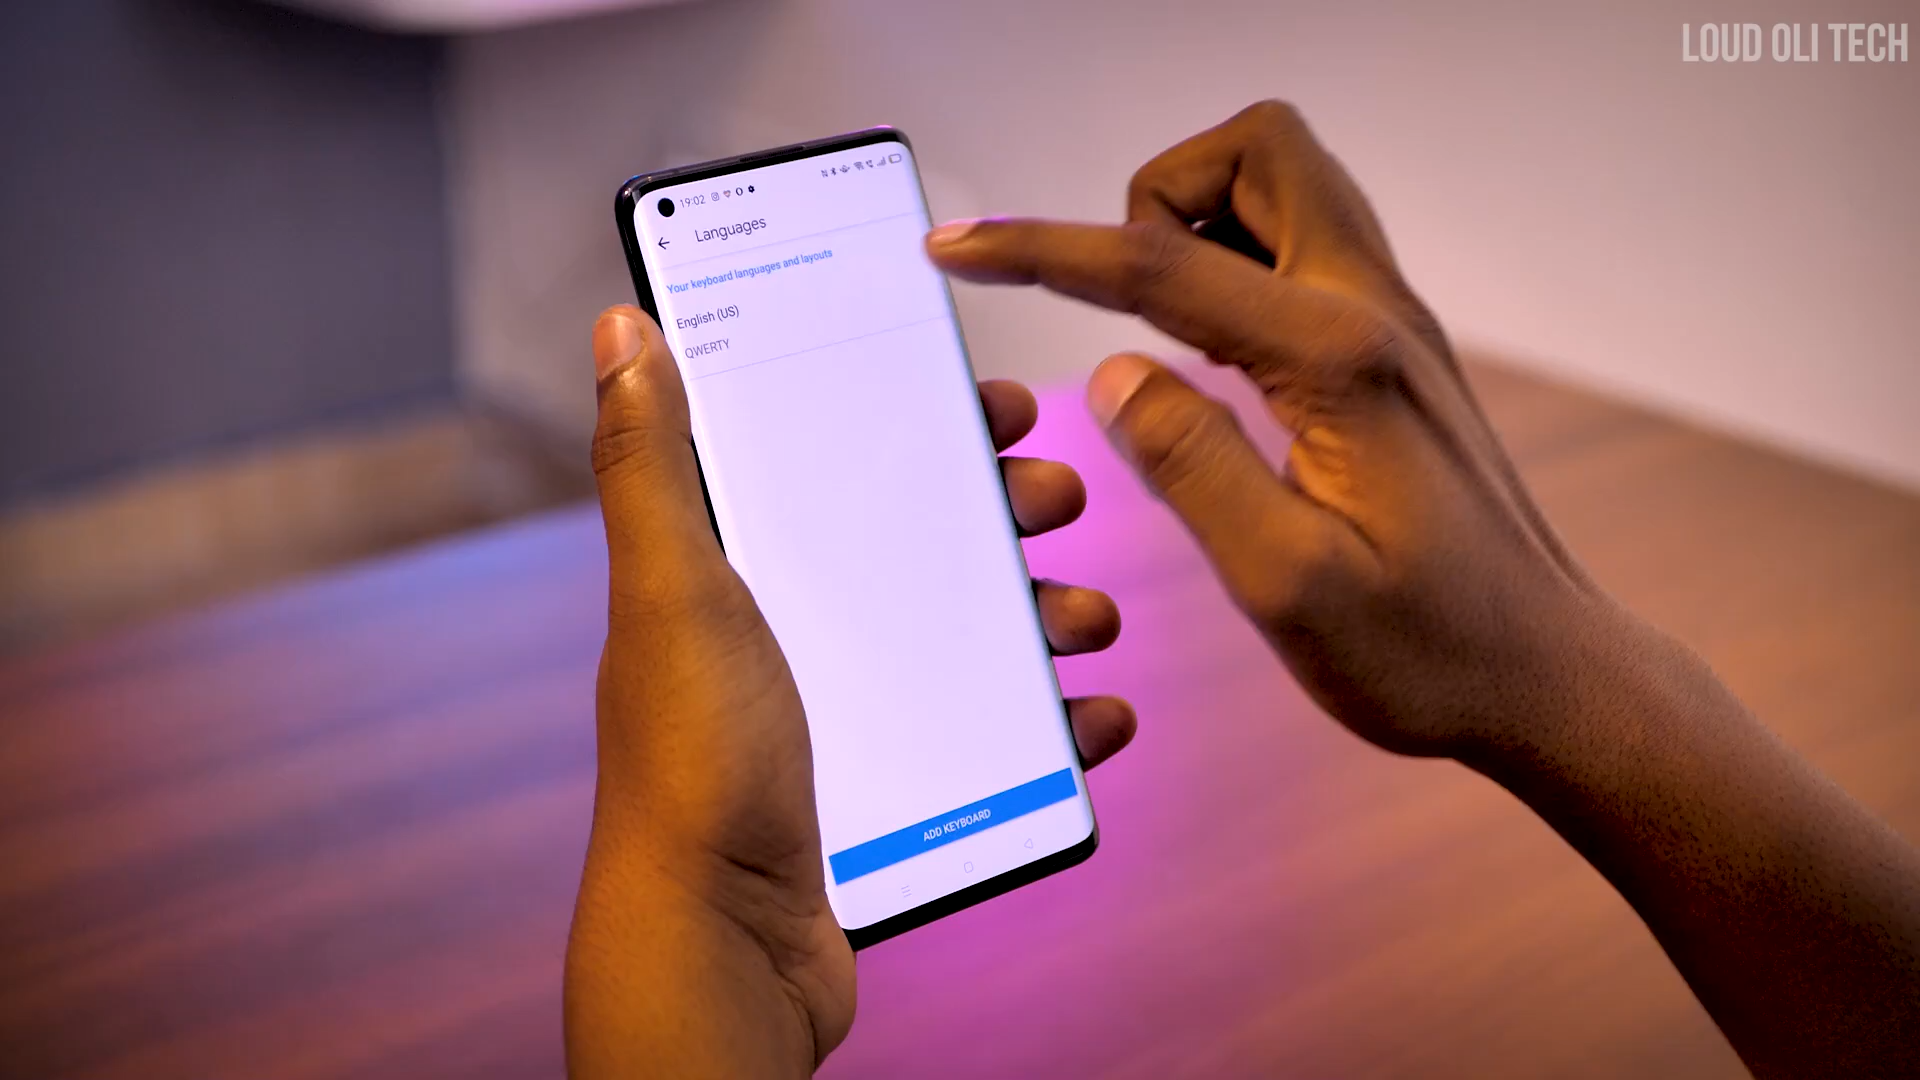 LOUD OLI TECH
19:02
Languages
Your keyboard languages and layouts
English (US)
QWERTY
ADD KEYBOARD